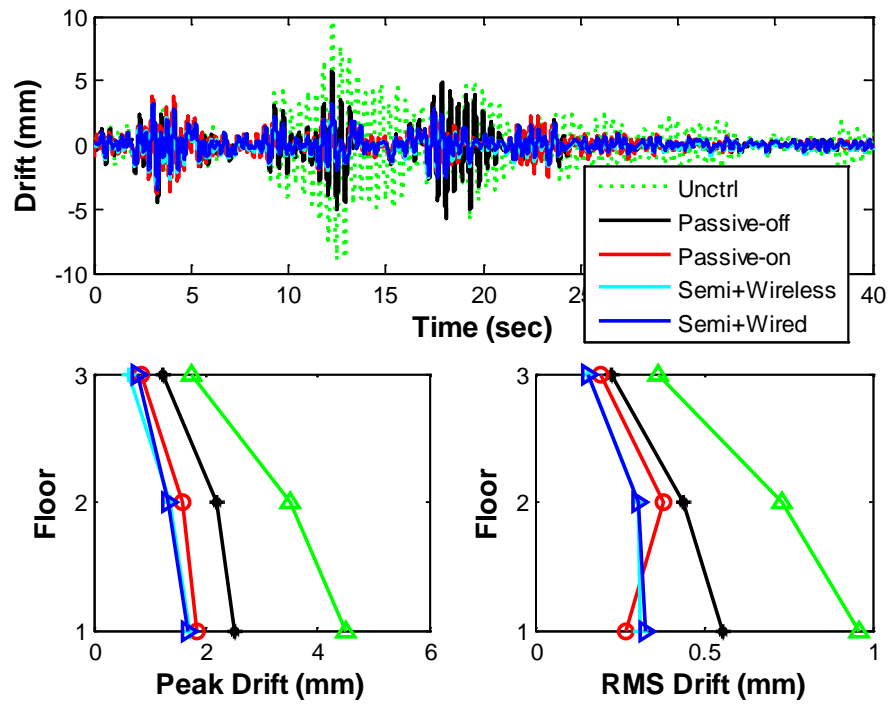 10
5
0
-5
-10
Drift (mm)
0
5
10
15
20
40
Time (sec)
Unctrl
Passive-off
Passive-on
Semi+Wireless
Semi+Wired
3
2
1
Floor
0
2
4
6
Peak Drift (mm)
3
2
1
Floor
0
0.5
1
RMS Drift (mm)